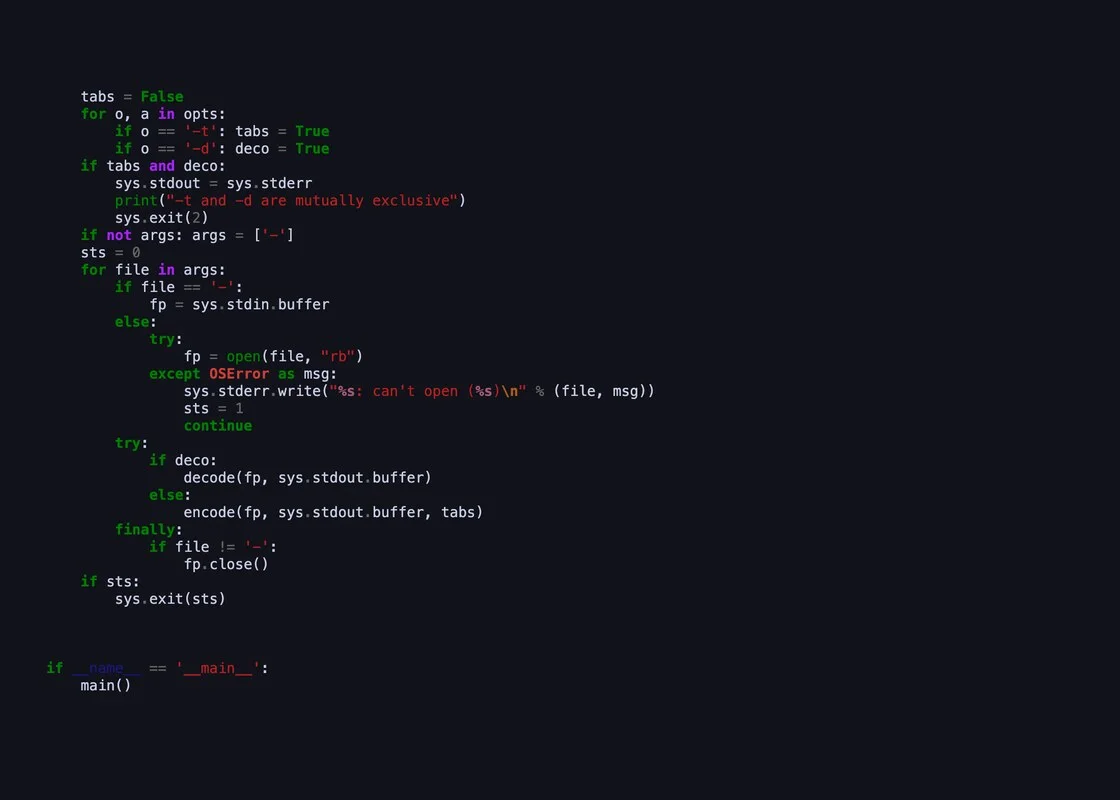 tabs = False
    for o, a in opts:
        if o == '-t': tabs = True
        if o == '-d': deco = True
    if tabs and deco:
        sys.stdout = sys.stderr
        print("-t and -d are mutually exclusive")
        sys.exit(2)
    if not args: args = ['-']
    sts = 0
    for file in args:
        if file == '-':
            fp = sys.stdin.buffer
        else:
            try:
                fp = open(file, "rb")
            except OSError as msg:
                sys.stderr.write("%s: can't open (%s)\n" % (file, msg))
                sts = 1
                continue
        try:
            if deco:
                decode(fp, sys.stdout.buffer)
            else:
                encode(fp, sys.stdout.buffer, tabs)
        finally:
            if file != '-':
                fp.close()
    if sts:
        sys.exit(sts)

if __name__ == '__main__':
    main()